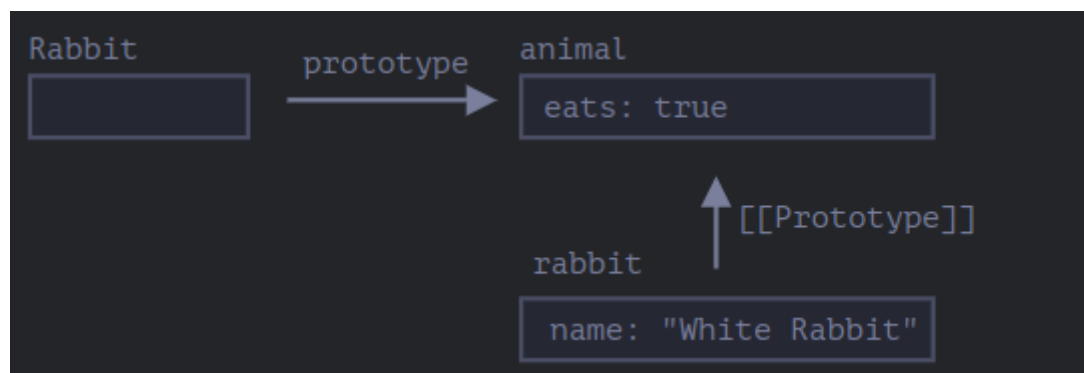 Rabbit
prototype
animal
eats: true
[[Prototype]]
rabbit
name: "White Rabbit"